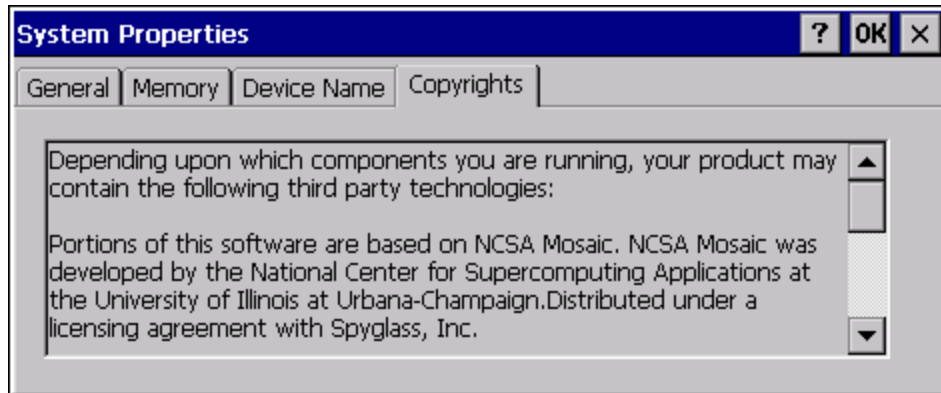 System Properties ? OK ×
General Memory Device Name Copyrights
Depending upon which components you are running, your product may
contain the following third party technologies:
Portions of this software are based on NCSA Mosaic. NCSA Mosaic was
developed by the National Center for Supercomputing Applications at
the University of Illinois at Urbana-Champaign.Distributed under a
licensing agreement with Spyglass, Inc.